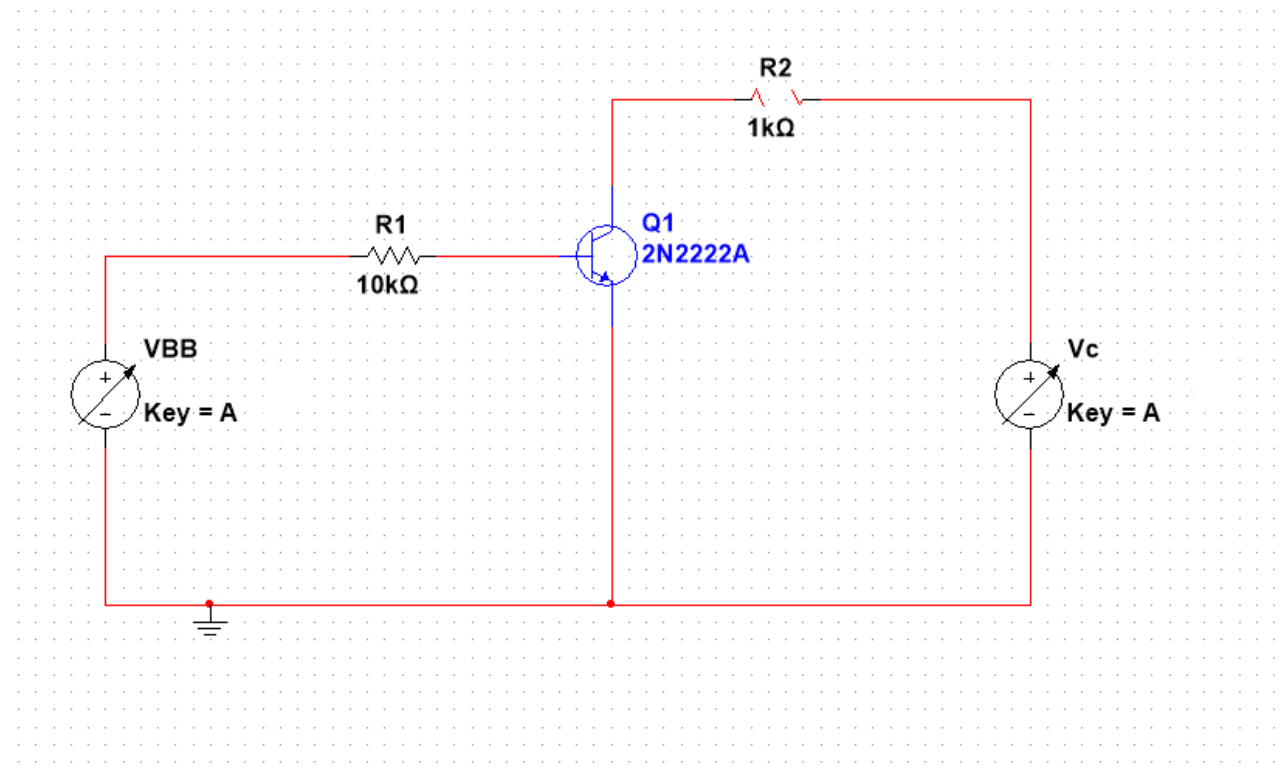 R2
1kΩ
R1
10kΩ
Q1
2N2222A
VBB
Key = A
Vc
Key = A